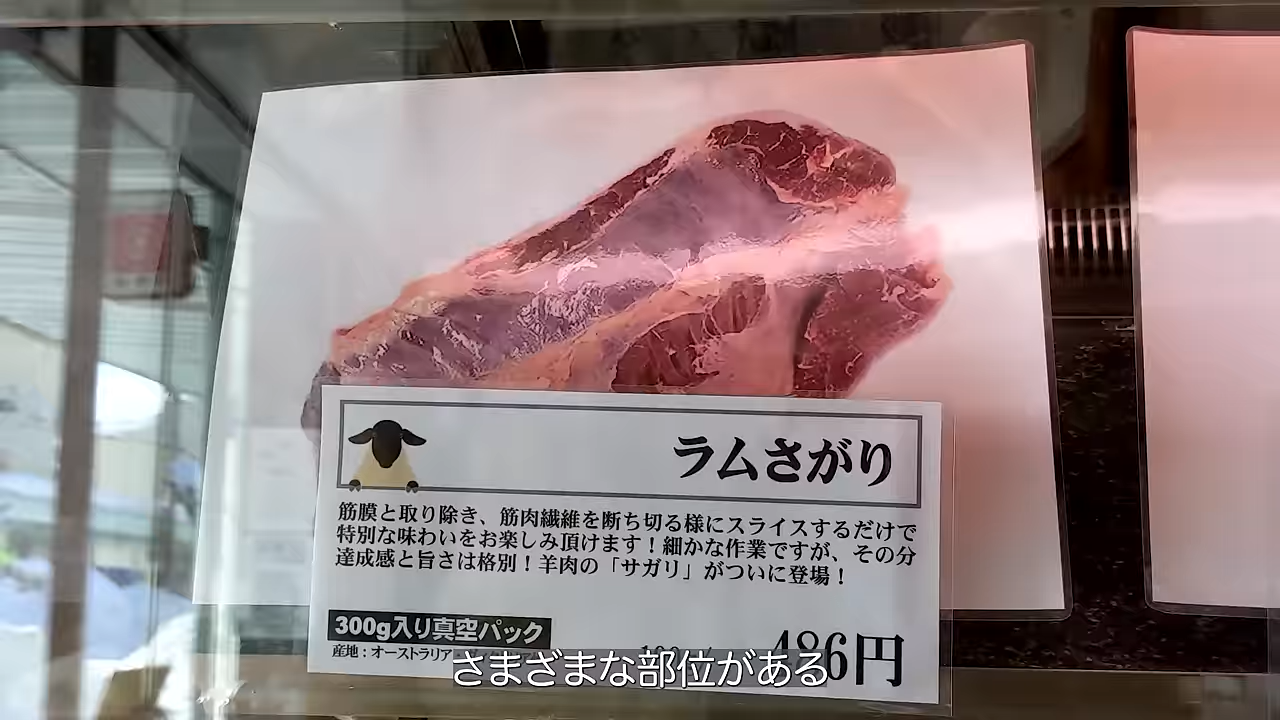 ラムさがり
筋膜と取り除き、筋肉繊維を断ち切る様にスライスするだけで
特別な味わいをお楽しみ頂けます！細かな作業ですが、その分
達成感と旨さは格別！羊肉の「サガリ」がついに登場！
300g入り真空パック
486円
産地：オーストラリア
さまざまな部位がある